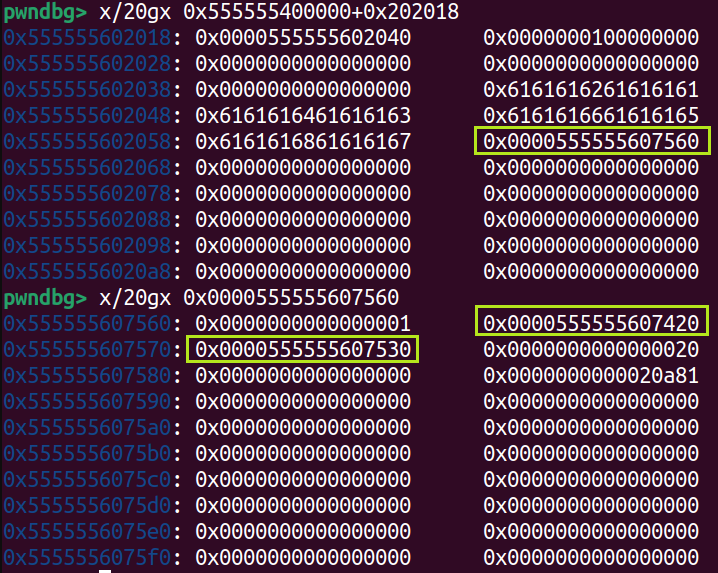 pwndbg> x/20gx 0x555555400000+0x202018
0x555555602018: 0x0000555555602040 0x0000000100000000
0x555555602028: 0x0000000000000000 0x0000000000000000
0x555555602038: 0x0000000000000000 0x6161616261616161
0x555555602048: 0x6161616461616163 0x6161616661616165
0x555555602058: 0x6161616861616167 0x0000555555607560
0x555555602068: 0x0000000000000000 0x0000000000000000
0x555555602078: 0x0000000000000000 0x0000000000000000
0x555555602088: 0x0000000000000000 0x0000000000000000
0x555555602098: 0x0000000000000000 0x0000000000000000
0x5555556020a8: 0x0000000000000000 0x0000000000000000
pwndbg> x/20gx 0x0000555555607560
0x555555607560: 0x0000000000000001 0x0000555555607420
0x555555607570: 0x0000555555607530 0x0000000000000020
0x555555607580: 0x0000000000000000 0x0000000000020a81
0x555555607590: 0x0000000000000000 0x0000000000000000
0x5555556075a0: 0x0000000000000000 0x0000000000000000
0x5555556075b0: 0x0000000000000000 0x0000000000000000
0x5555556075c0: 0x0000000000000000 0x0000000000000000
0x5555556075d0: 0x0000000000000000 0x0000000000000000
0x5555556075e0: 0x0000000000000000 0x0000000000000000
0x5555556075f0: 0x0000000000000000 0x0000000000000000